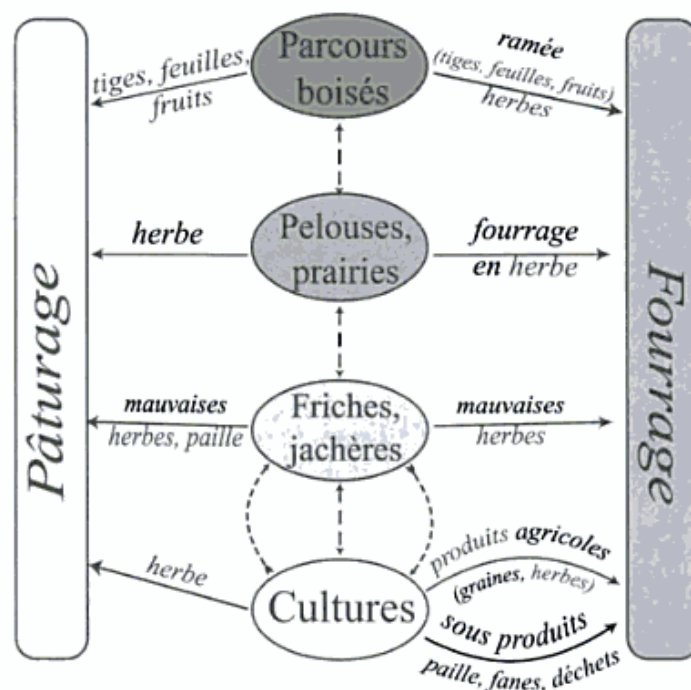 Pâturage
Parcours
boisés
tiges, feuilles,
fruits
ramée
(tiges, feuilles, fruits)
herbes
Pelouses,
prairies
herbe
fourrage
en herbe
Friches,
jachères
mauvaises
herbes, paille
mauvaises
herbes
Cultures
herbe
produits agricoles
(graines, herbes)
sous produits
paille, fanes, déchets
Fourrage